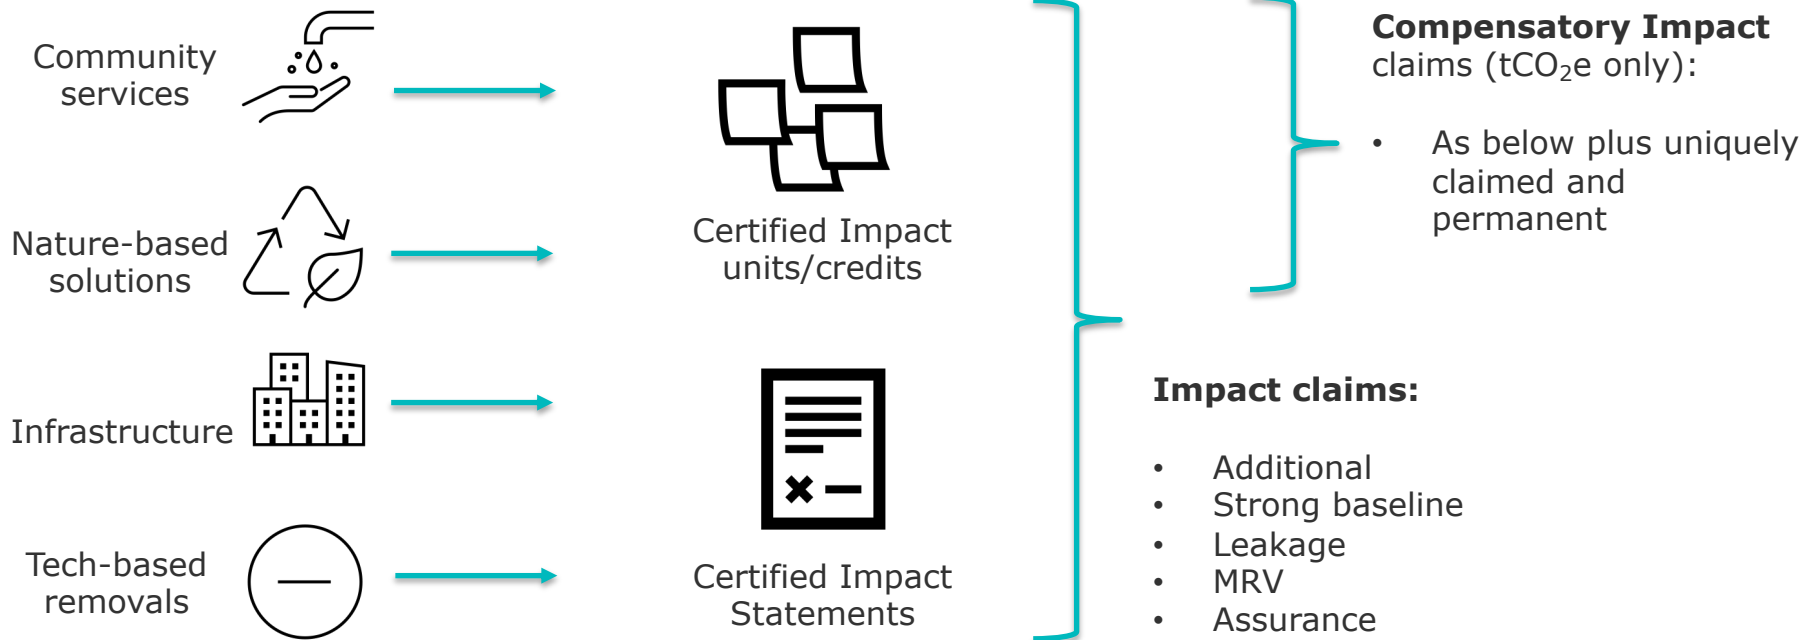 Community
services
Nature-based
solutions
Infrastructure
Tech-based
removals
Certified Impact
units/credits
Certified Impact
Statements
Compensatory Impact
claims (tCO₂e only):
• As below plus uniquely
claimed and
permanent
Impact claims:
• Additional
• Strong baseline
• Leakage
• MRV
• Assurance